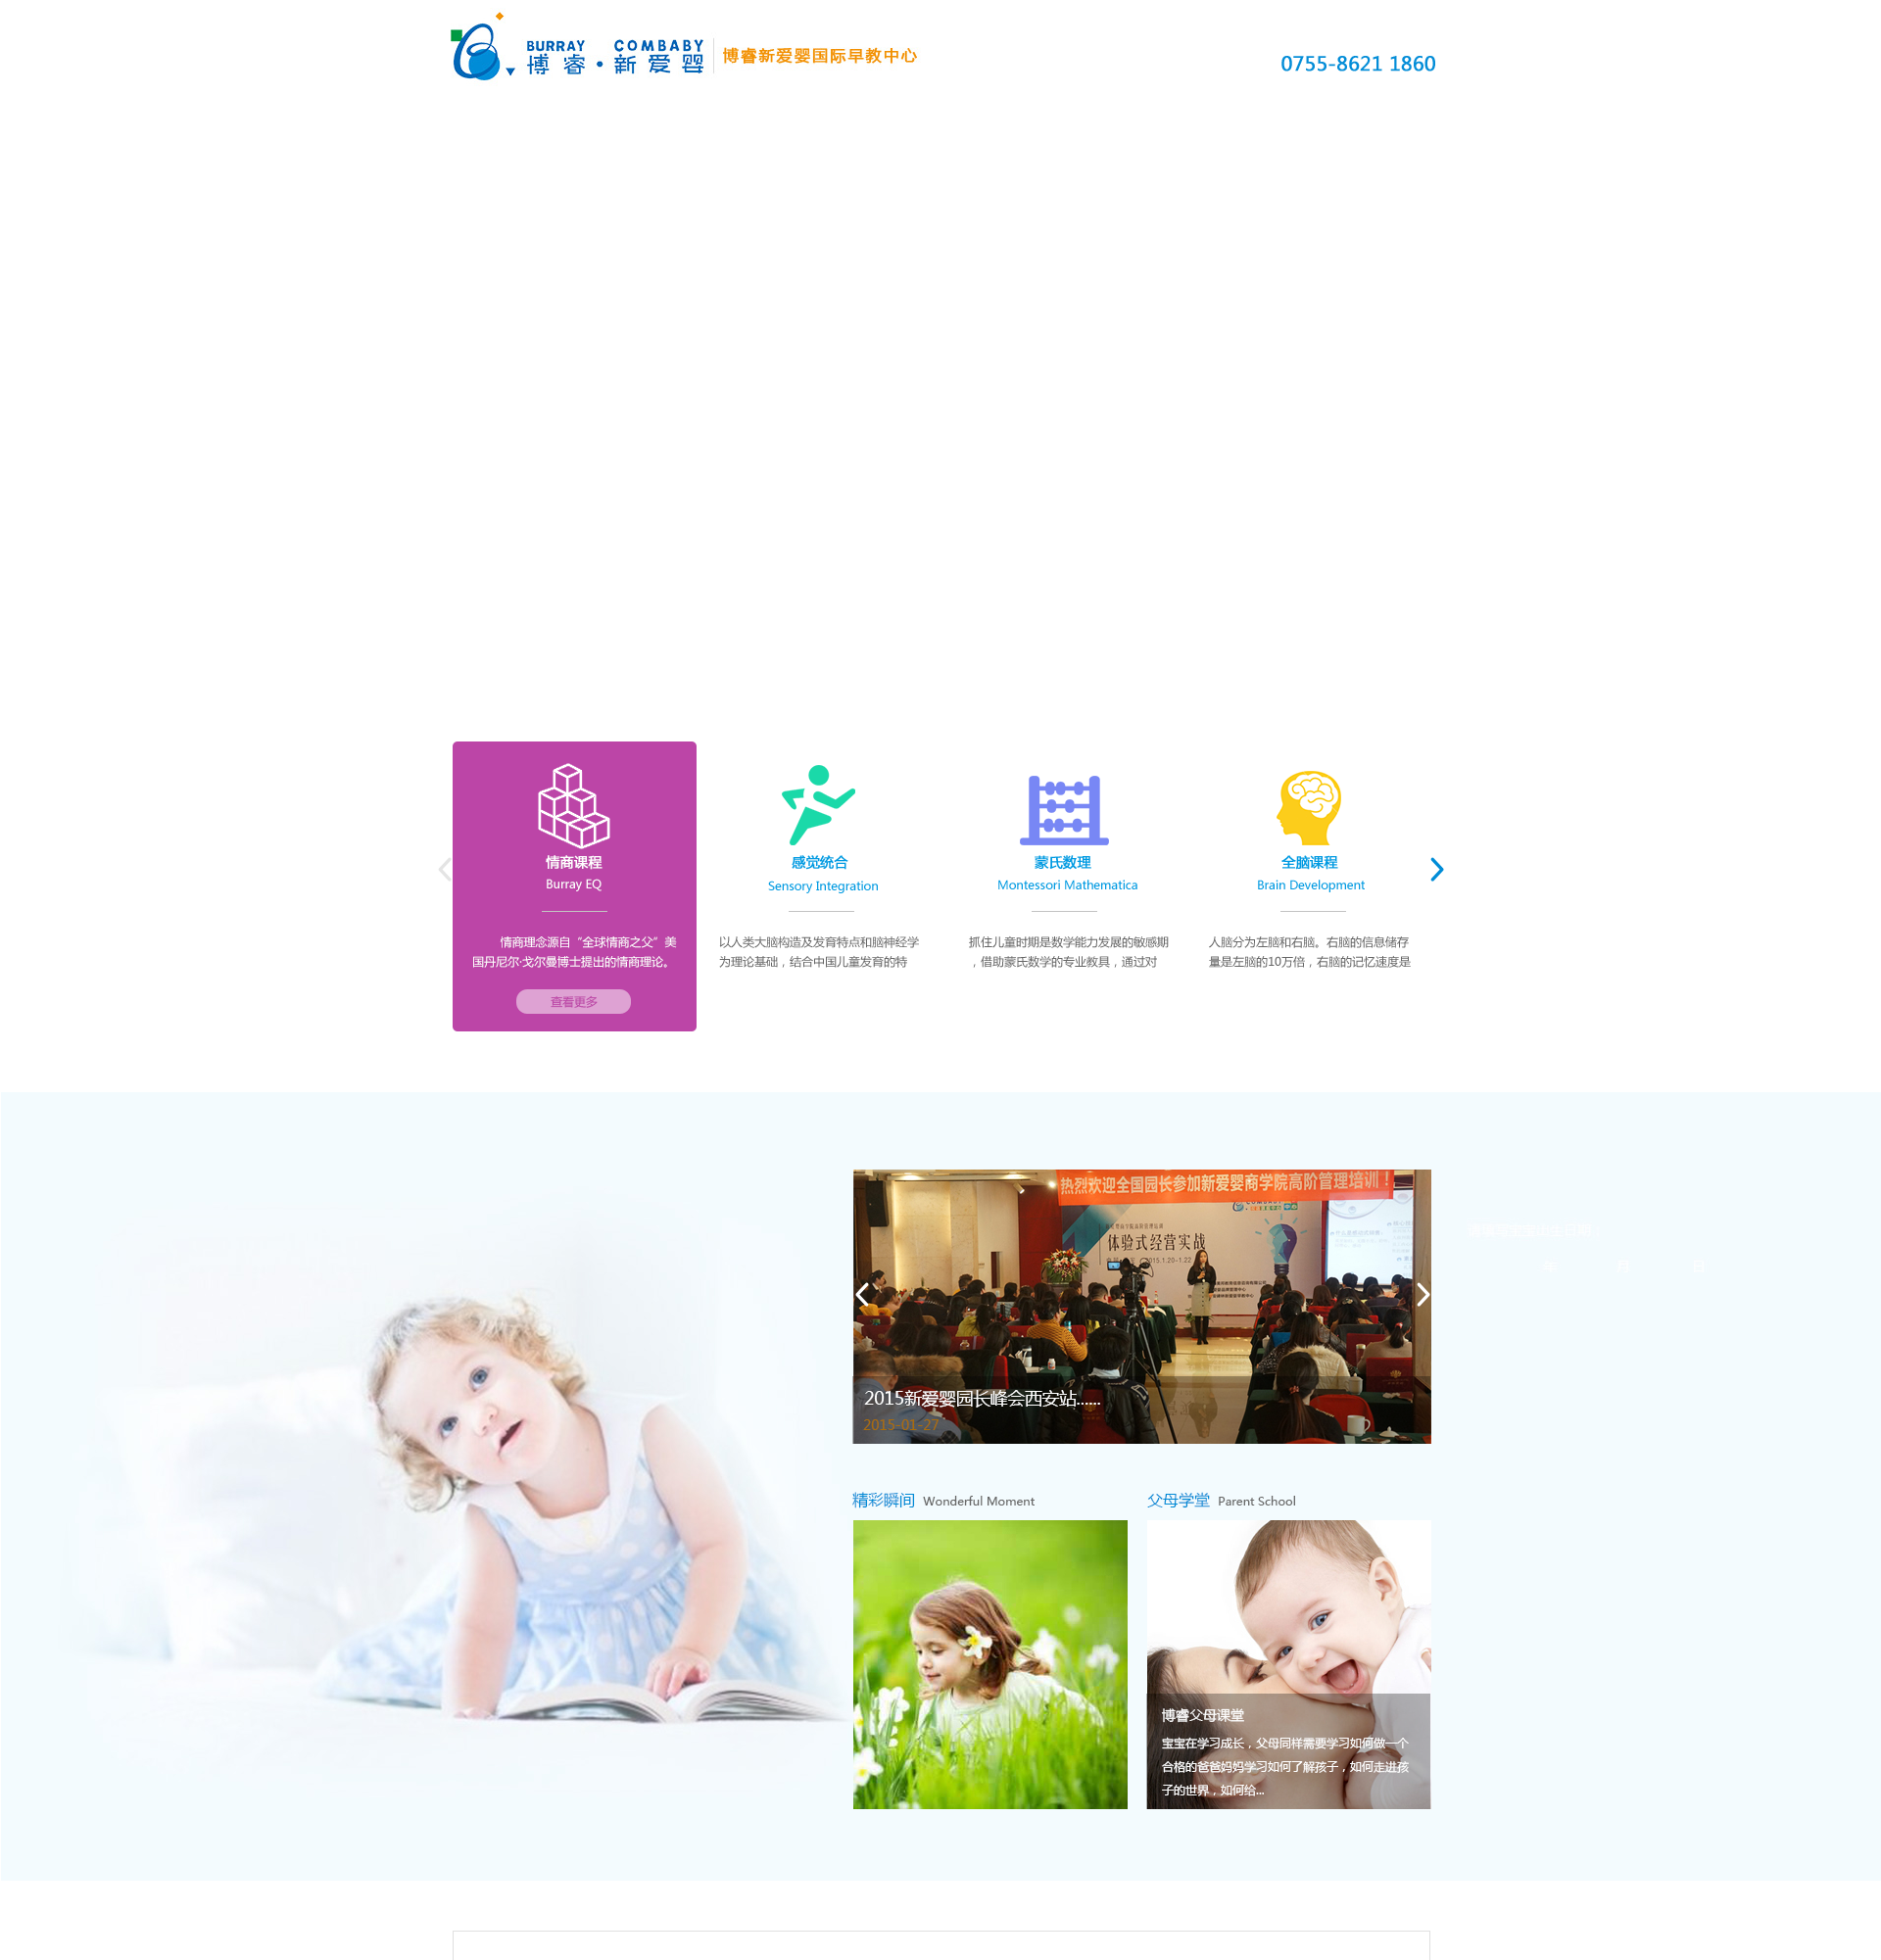 BURRAY COMBABY
博睿·新爱婴
博睿新爱婴国际早教中心
0755-8621 1860
情商课程
Burray EQ
情商理念源自“全球情商之父”美
国丹尼尔·戈尔曼博士提出的情商理论。
查看更多
感觉统合
Sensory Integration
以人类大脑构造及发育特点和脑神经学
为理论基础，结合中国儿童发育的特
蒙氏数理
Montessori Mathematica
抓住儿童时期是数学能力发展的敏感期
，借助蒙氏数学的专业教具，通过对
全脑课程
Brain Development
人脑分为左脑和右脑。右脑的信息储存
量是左脑的10万倍，右脑的记忆速度是
热烈欢迎全国园长参加新爱婴商学院高阶管理培训！
体验式经营实战
2015新爱婴园长峰会西安站......
2015-01-27
精彩瞬间 Wonderful Moment
父母学堂 Parent School
博睿父母课堂
宝宝在学习成长，父母同样需要学习如何做一个
合格的爸爸妈妈学习如何了解孩子，如何走进孩
子的世界，如何给...